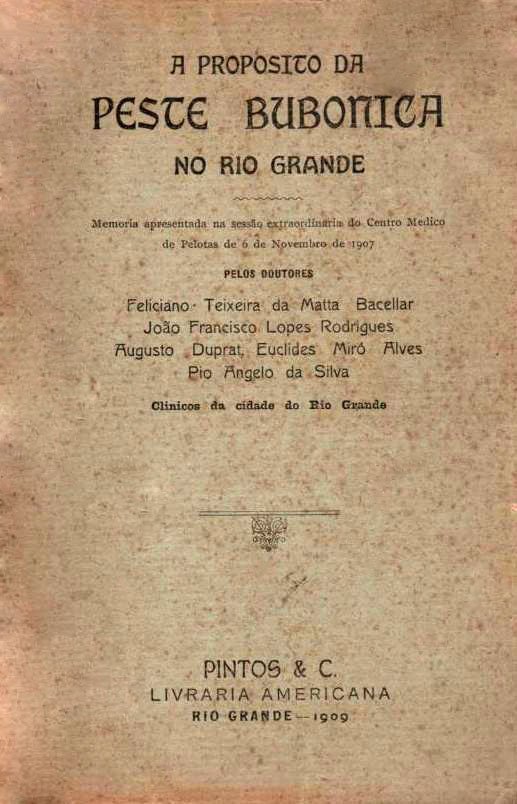 A PROPOSITO DA
PESTE BUBONICA
NO RIO GRANDE
Memoria apresentada na sessão extraordinaria do Centro Medico
de Pelotas de 6 de Novembro de 1907
PELOS DOUTORES
Feliciano Teixeira da Matta Bacellar
João Francisco Lopes Rodrigues
Augusto Duprat, Euclides Miró Alves
Pio Angelo da Silva
Clinicos da cidade do Rio Grande
PINTOS & C.
LIVRARIA AMERICANA
RIO GRANDE—1909